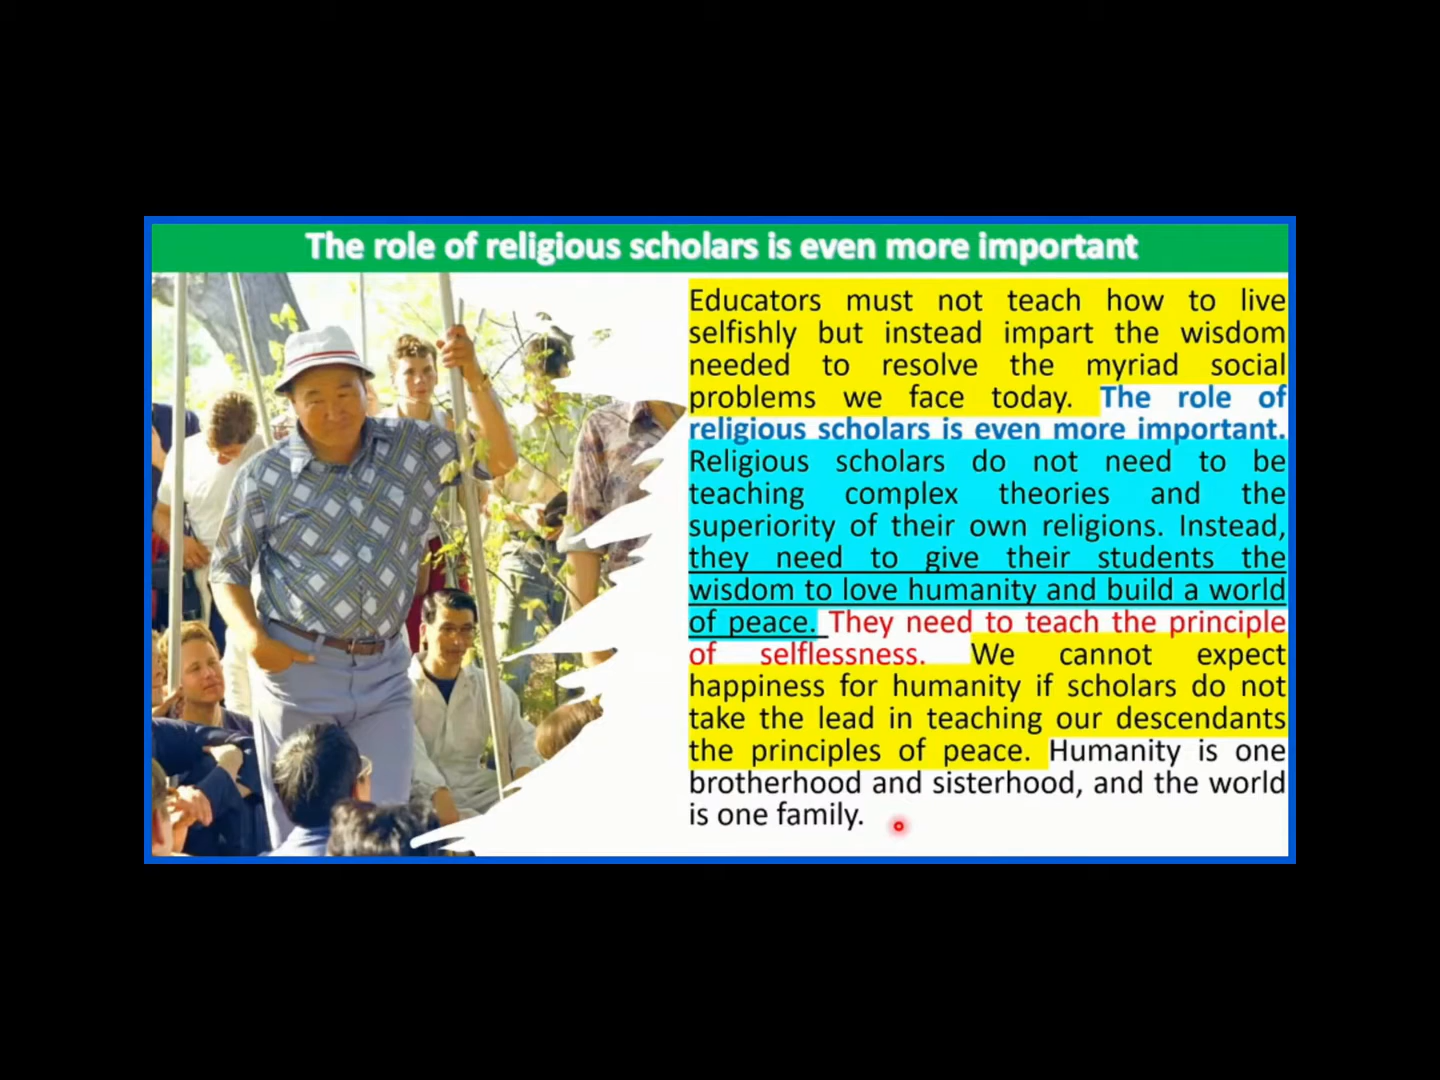 The role of religious scholars is even more important
Educators must not teach how to live
selfishly but instead impart the wisdom
needed to resolve the myriad social
problems we face today. The role of
religious scholars is even more important.
Religious scholars do not need to be
teaching complex theories and the
superiority of their own religions. Instead,
they need to give their students the
wisdom to love humanity and build a world
of peace. They need to teach the principle
of selflessness. We cannot expect
happiness for humanity if scholars do not
take the lead in teaching our descendants
the principles of peace. Humanity is one
brotherhood and sisterhood, and the world
is one family.